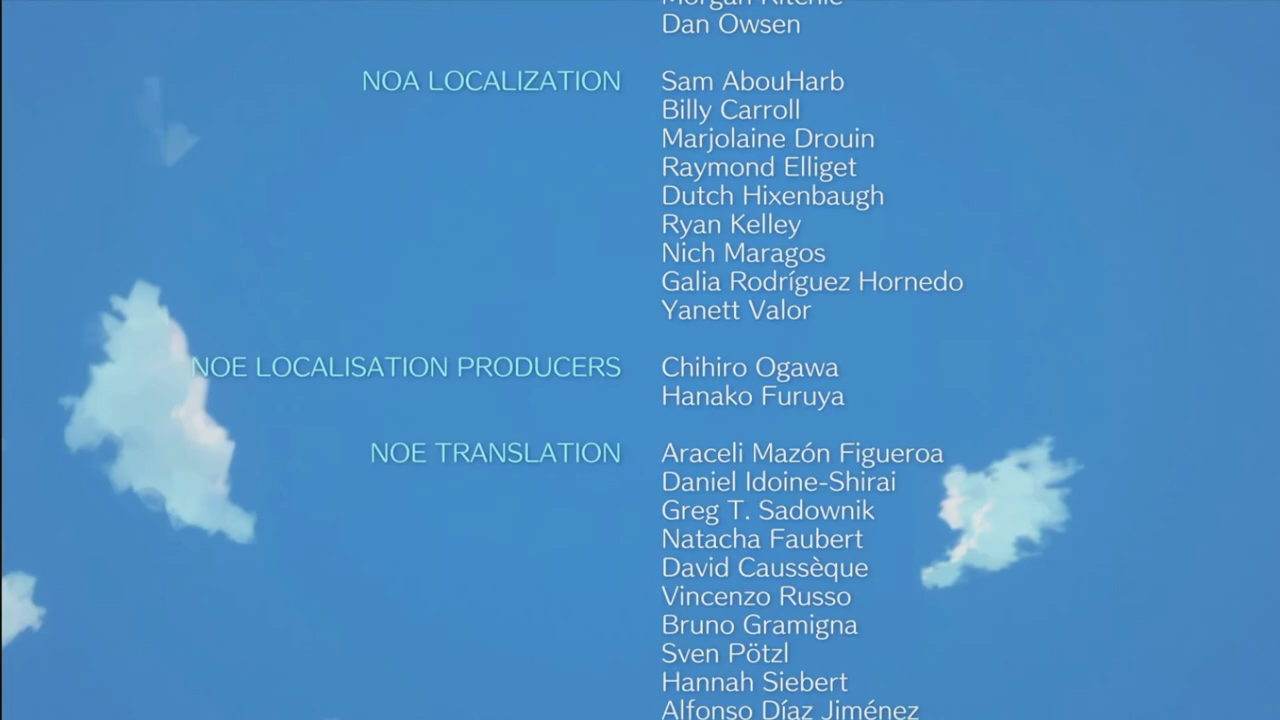 Morgan Ritchie
Dan Owsen
NOA LOCALIZATION Sam AbouHarb
Billy Carroll
Marjolaine Drouin
Raymond Elliget
Dutch Hixenbaugh
Ryan Kelley
Nich Maragos
Galia Rodríguez Hornedo
Yanett Valor
NOE LOCALISATION PRODUCERS Chihiro Ogawa
Hanako Furuya
NOE TRANSLATION Araceli Mazón Figueroa
Daniel Idoine-Shirai
Greg T. Sadownik
Natacha Faubert
David Caussèque
Vincenzo Russo
Bruno Gramigna
Sven Pötzl
Hannah Siebert
Alfonso Díaz Jiménez